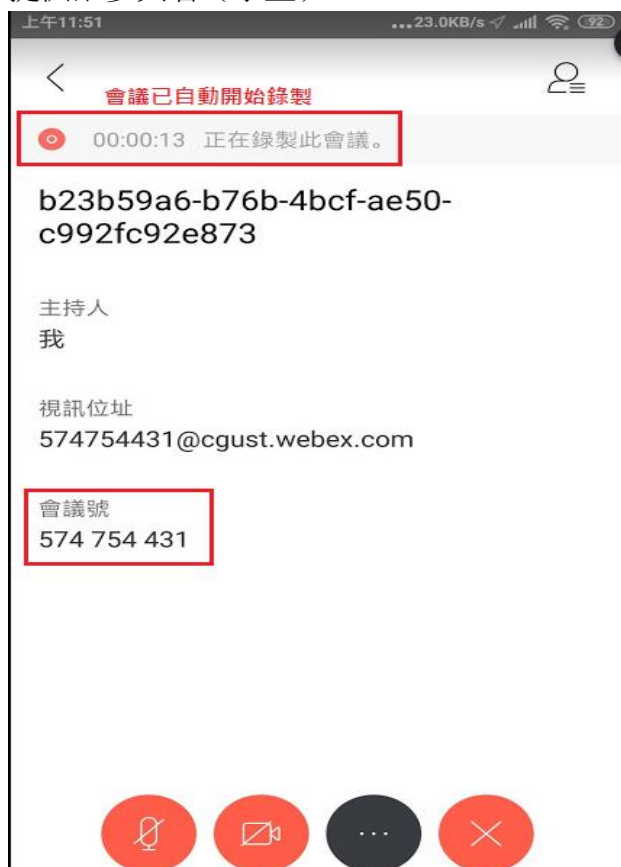 上午11:51 ...23.0KB/s 92
會議已自動開始錄製
00:00:13 正在錄製此會議。
b23b59a6-b76b-4bcf-ae50-
c992fc92e873
主持人
我
視訊位址
574754431@cgust.webex.com
會議號
574 754 431